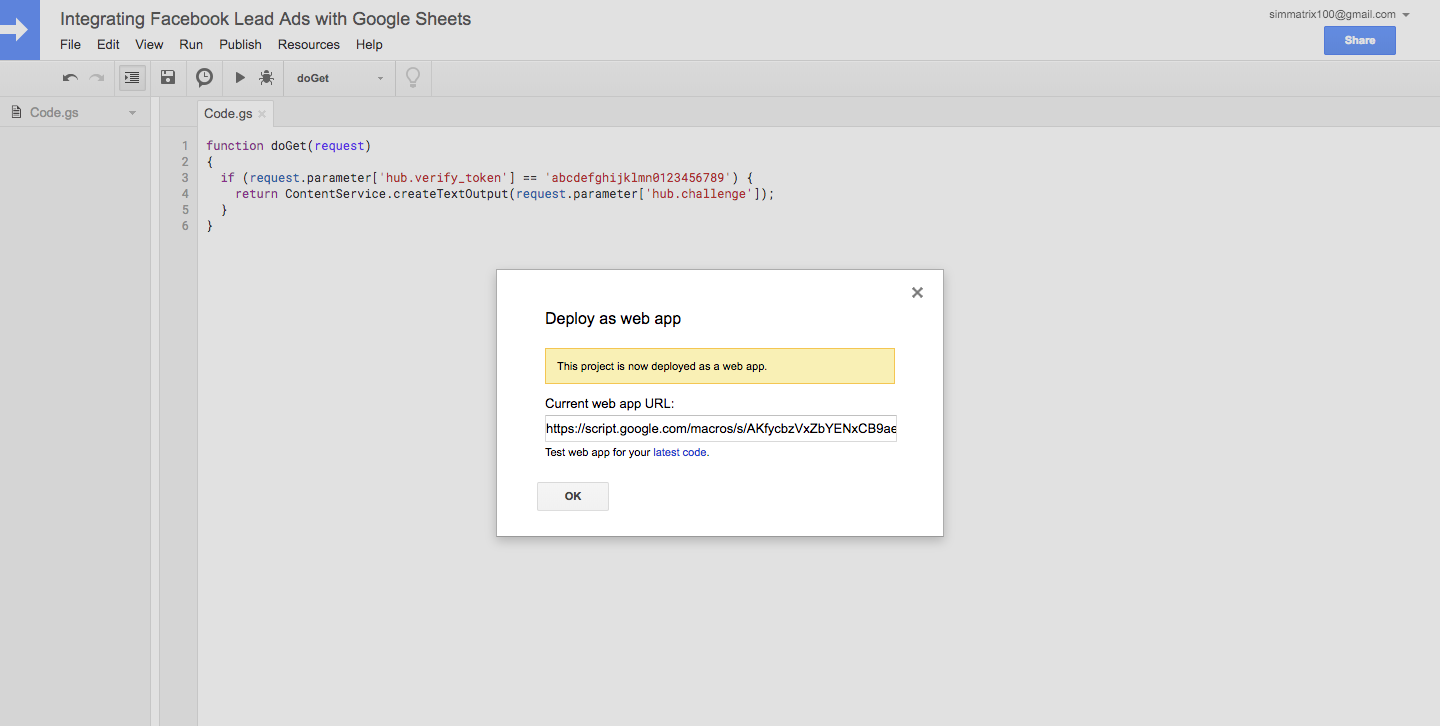 Integrating Facebook Lead Ads with Google Sheets
simmatrix100@gmail.com
File Edit View Run Publish Resources Help
Share
doGet
Code.gs
Code.gs
1 function doGet(request)
2 {
3 if (request.parameter['hub.verify_token'] == 'abcdefghijklmn0123456789') {
4 return ContentService.createTextOutput(request.parameter['hub.challenge']);
5 }
6 }
Deploy as web app
This project is now deployed as a web app.
Current web app URL:
https://script.google.com/macros/s/AKfycbzVxZbYENxCB9ae
Test web app for your latest code.
OK